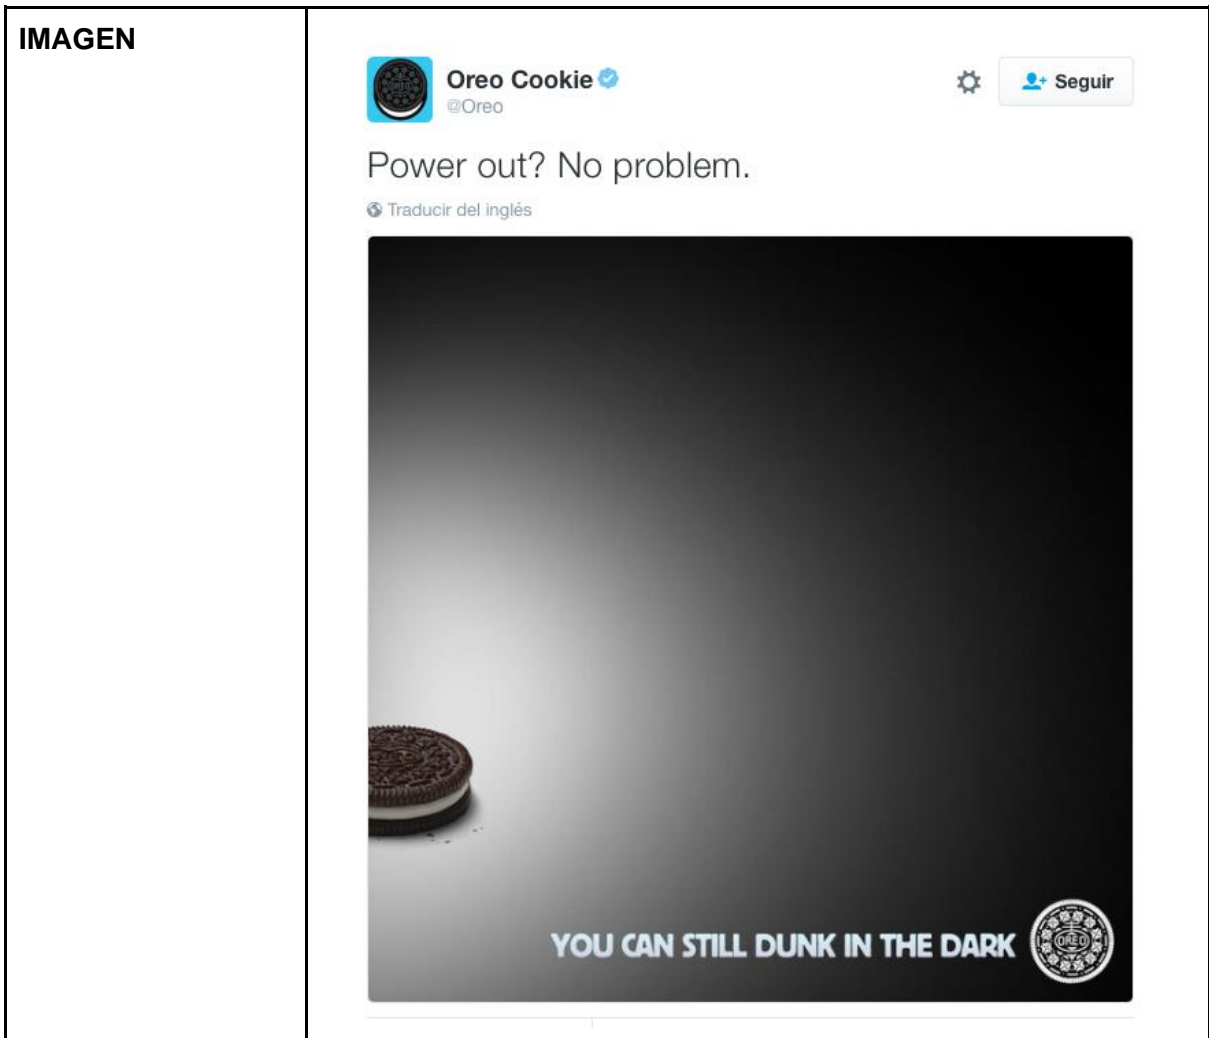 IMAGEN
Oreo Cookie
@Oreo
Seguir
Power out? No problem.
Traducir del inglés
YOU CAN STILL DUNK IN THE DARK
OREO